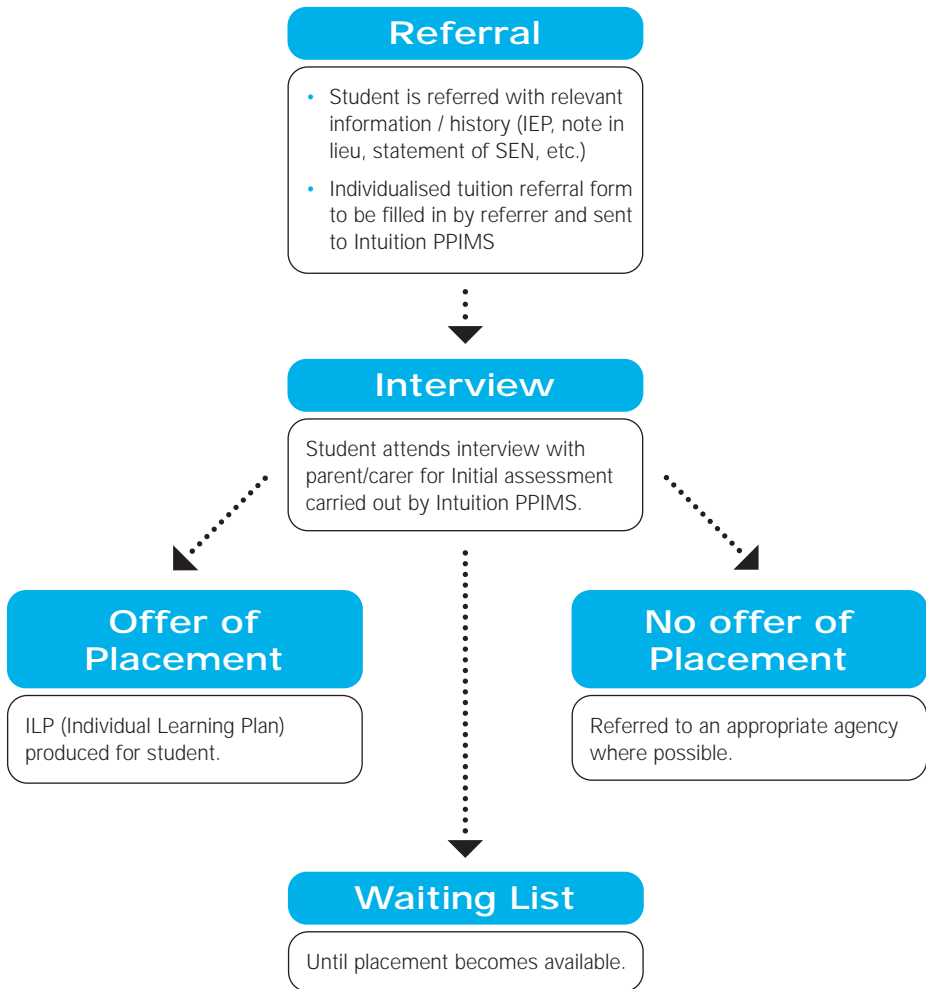 Referral
• Student is referred with relevant
information / history (IEP, note in
lieu, statement of SEN, etc.)
• Individualised tuition referral form
to be filled in by referrer and sent
to Intuition PPIMS
Interview
Student attends interview with
parent/carer for Initial assessment
carried out by Intuition PPIMS.
Offer of
Placement
ILP (Individual Learning Plan)
produced for student.
No offer of
Placement
Referred to an appropriate agency
where possible.
Waiting List
Until placement becomes available.